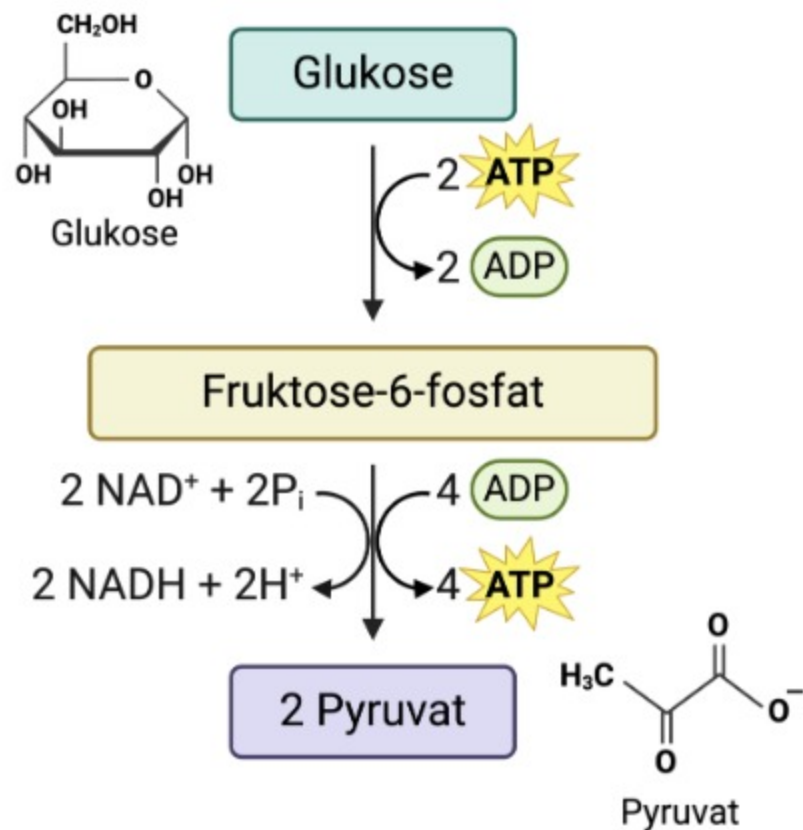 CH₂OH
O
OH
OH
OH
OH
Glukose
Glukose
2 ATP
2 ADP
Fruktose-6-fosfat
2 NAD⁺ + 2Pᵢ
4 ADP
2 NADH + 2H⁺
4 ATP
2 Pyruvat
O
H₃C
O⁻
O
Pyruvat